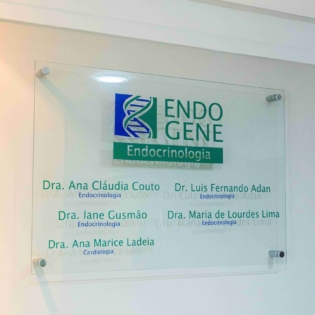 ENDO
GENE
Endocrinologia
Dra. Ana Cláudia Couto
Endocrinologia
Dr. Luis Fernando Adan
Endocrinologia
Dra. Iane Gusmão
Endocrinologia
Dra. Maria de Lourdes Lima
Endocrinologia
Dra. Ana Marice Ladeia
Cardiologia